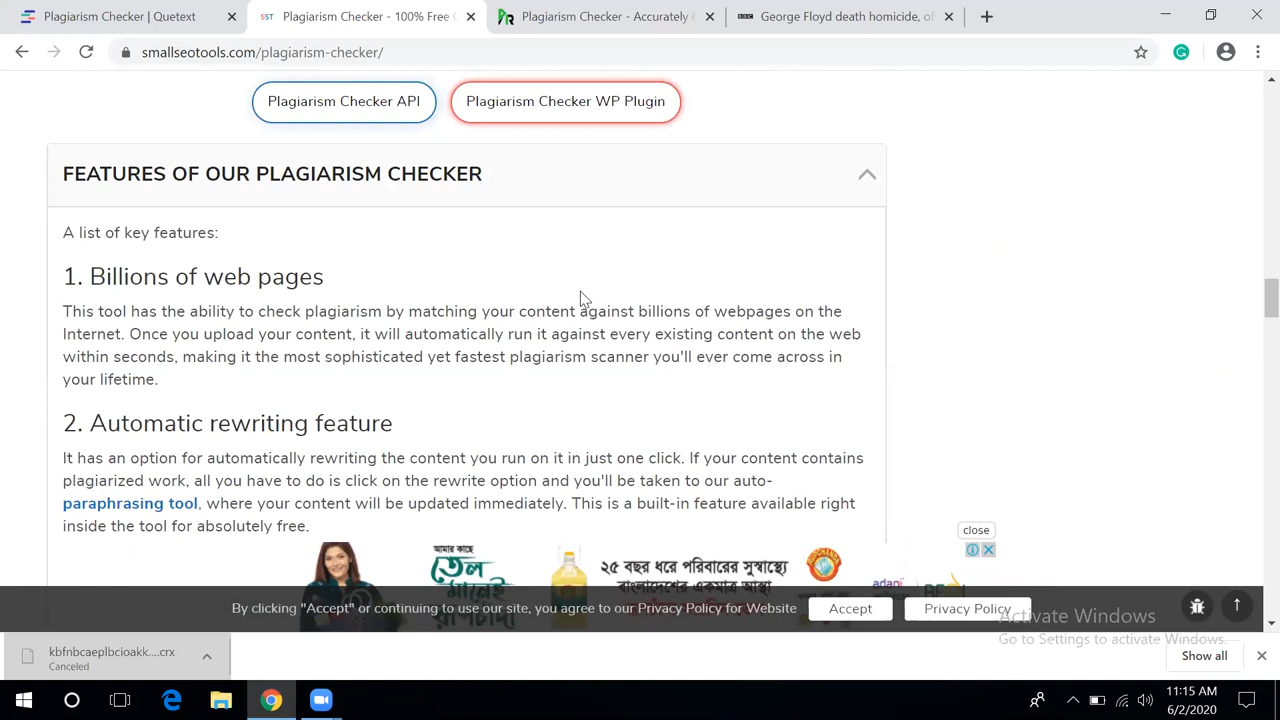 Plagiarism Checker | Quetext
SST Plagiarism Checker - 100% Free
PR Plagiarism Checker - Accurately
BBC George Floyd death homicide, of
smallseotools.com/plagiarism-checker/
Plagiarism Checker API
Plagiarism Checker WP Plugin
FEATURES OF OUR PLAGIARISM CHECKER
A list of key features:
1. Billions of web pages
This tool has the ability to check plagiarism by matching your content against billions of webpages on the
Internet. Once you upload your content, it will automatically run it against every existing content on the web
within seconds, making it the most sophisticated yet fastest plagiarism scanner you'll ever come across in
your lifetime.
2. Automatic rewriting feature
It has an option for automatically rewriting the content you run on it in just one click. If your content contains
plagiarized work, all you have to do is click on the rewrite option and you'll be taken to our auto-
paraphrasing tool, where your content will be updated immediately. This is a built-in feature available right
inside the tool for absolutely free.
close
আমার কাছে
তেল
মানেই
রূপচাঁদা
২৫ বছর ধরে পরিবারের সুস্বাস্থ্যে
বাংলাদেশের একমাত্র আস্থা
adani
By clicking "Accept" or continuing to use our site, you agree to our Privacy Policy for Website
Accept
Privacy Policy
Activate Windows
Go to Settings to activate Windows.
kbfnbcaeplbcioakk....crx
Canceled
Show all
11:15 AM
6/2/2020